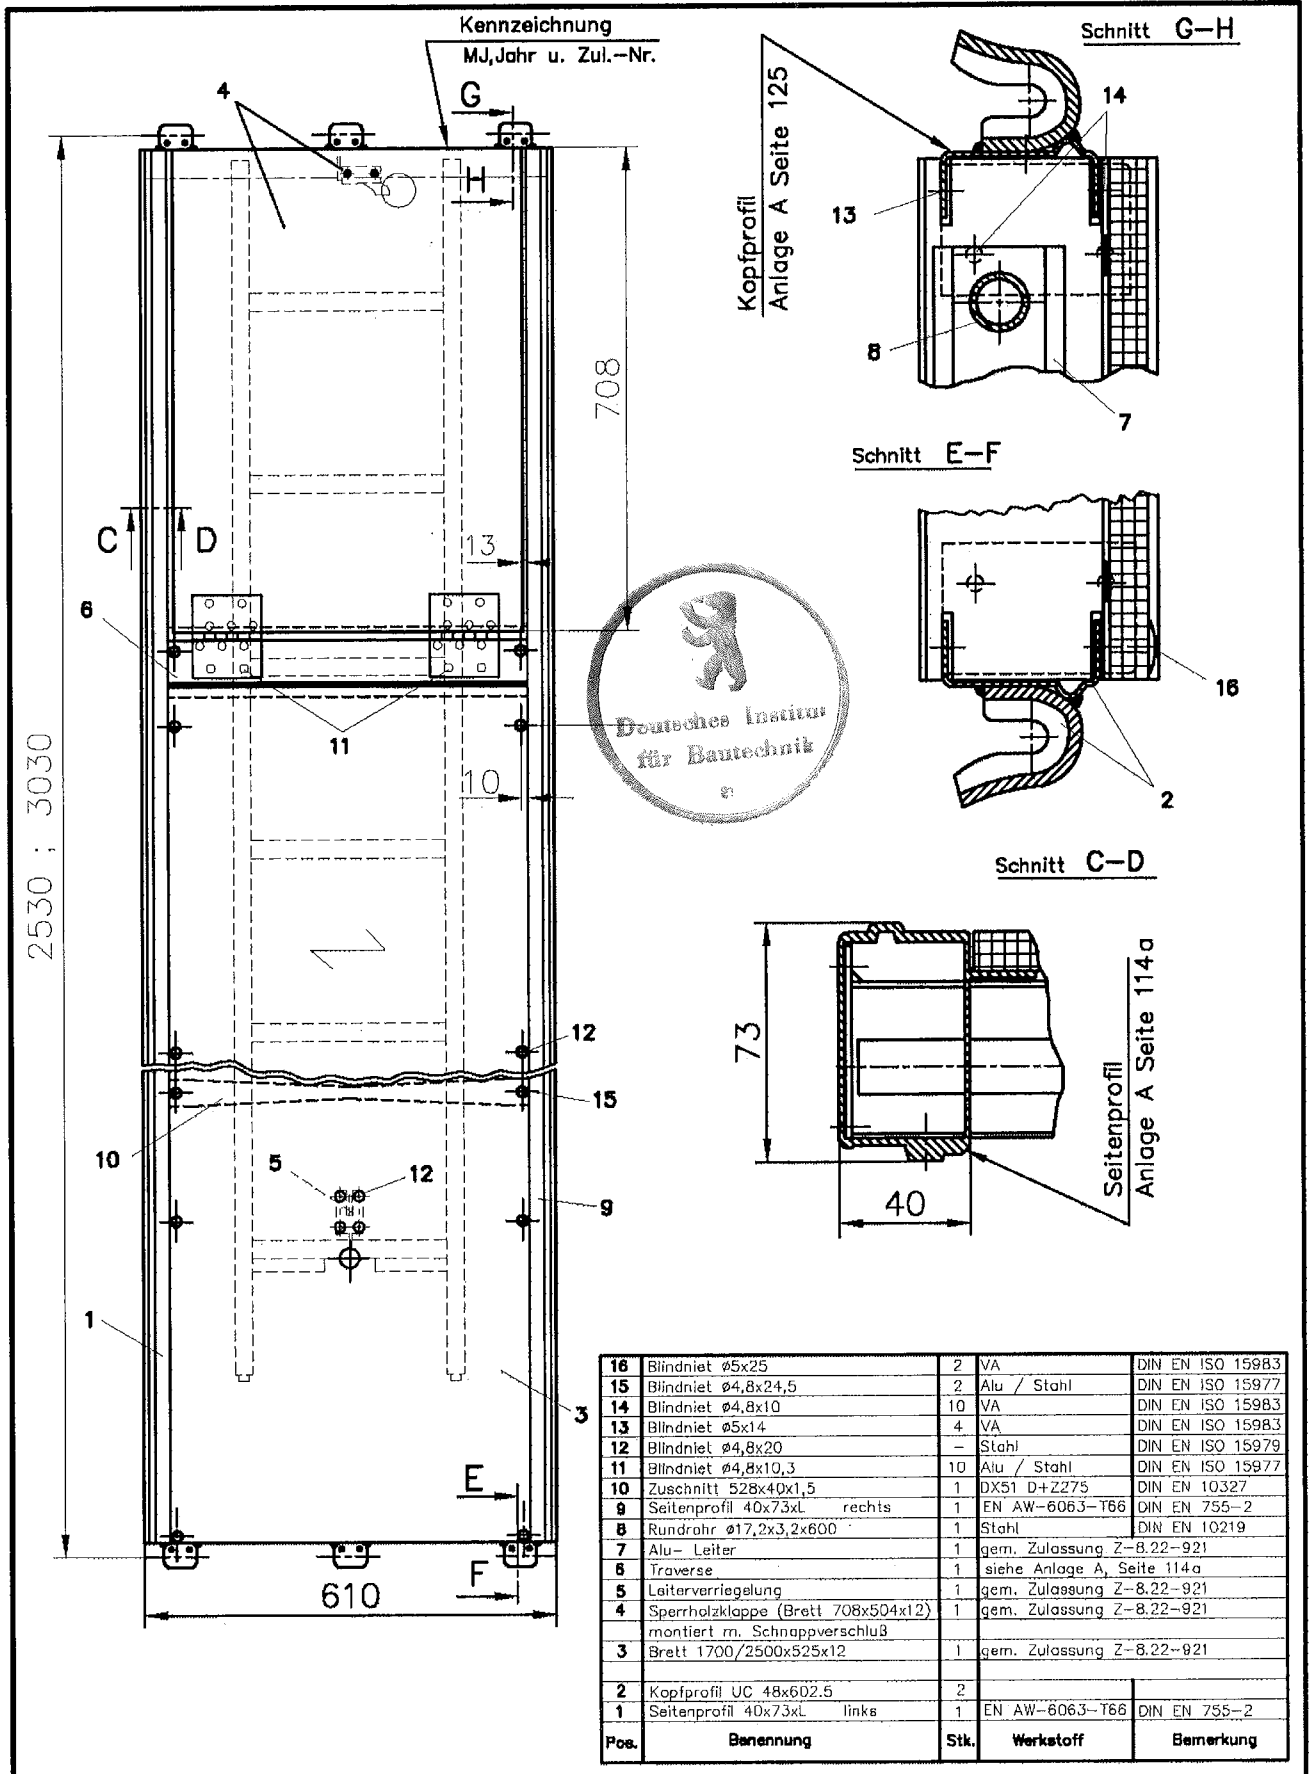 Kennzeichnung
MJ,Jahr u. Zul.-Nr.
4
G
H
708
C
D
13
6
11
10
2530 ; 3030
12
15
10
5
12
9
1
3
E
F
610
Schnitt G-H
Kopfprofil
Anlage A Seite 125
14
13
8
7
Schnitt E-F
16
2
Deutsches Institut
für Bautechnik
Schnitt C-D
73
40
Seitenprofil
Anlage A Seite 114a
16 Blindniet ø5x25 2 VA DIN EN ISO 15983
15 Blindniet ø4,8x24,5 2 Alu / Stahl DIN EN ISO 15977
14 Blindniet ø4,8x10 10 VA DIN EN ISO 15983
13 Blindniet ø5x14 4 VA DIN EN ISO 15983
12 Blindniet ø4,8x20 - Stahl DIN EN ISO 15979
11 Blindniet ø4,8x10,3 10 Alu / Stahl DIN EN ISO 15977
10 Zuschnitt 528x40x1,5 1 DX51 D+Z275 DIN EN 10327
9 Seitenprofil 40x73xL rechts 1 EN AW-6063-T66 DIN EN 755-2
8 Rundrohr ø17,2x3,2x600 1 Stahl DIN EN 10219
7 Alu- Leiter 1 gem. Zulassung Z-8.22-921
6 Traverse 1 siehe Anlage A, Seite 114a
5 Leiterverriegelung 1 gem. Zulassung Z-8.22-921
4 Sperrholzklappe (Brett 708x504x12) 1 gem. Zulassung Z-8.22-921
montiert m. Schnappverschluß
3 Brett 1700/2500x525x12 1 gem. Zulassung Z-8.22-921
2 Kopfprofil UC 48x602.5 2
1 Seitenprofil 40x73xL links 1 EN AW-6063-T66 DIN EN 755-2
Pos. Benennung Stk. Werkstoff Bemerkung